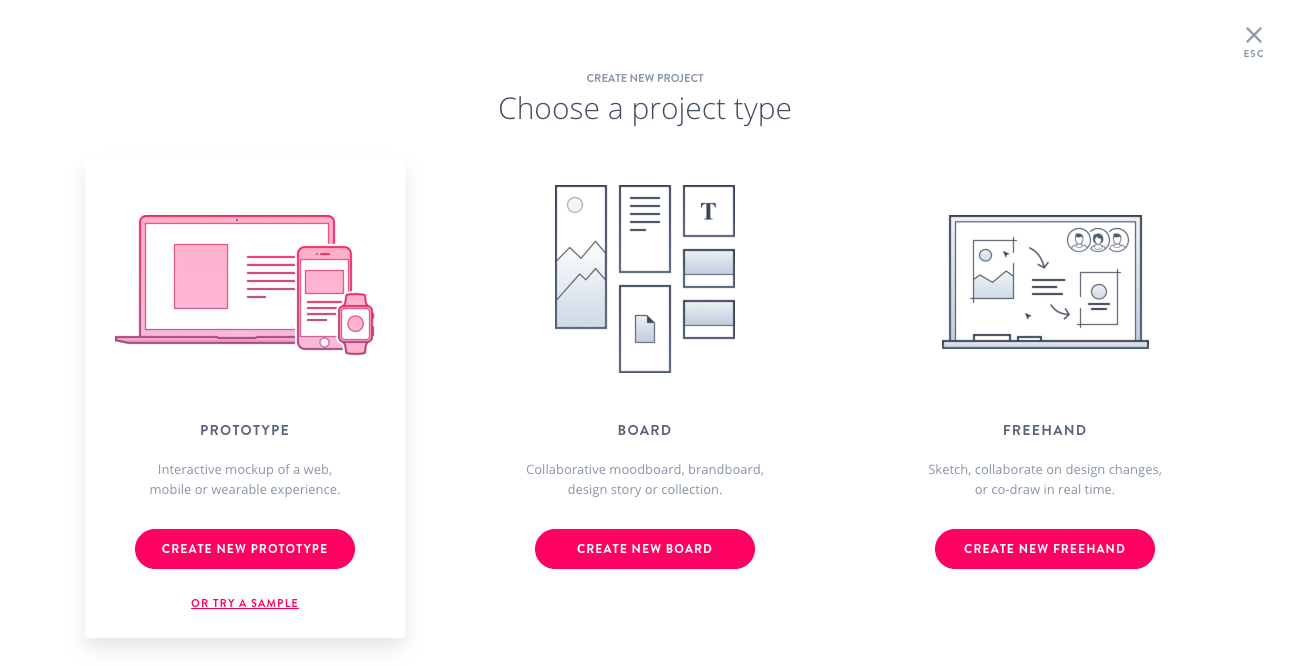 ESC
CREATE NEW PROJECT
Choose a project type
T
PROTOTYPE
Interactive mockup of a web,
mobile or wearable experience.
CREATE NEW PROTOTYPE
OR TRY A SAMPLE
BOARD
Collaborative moodboard, brandboard,
design story or collection.
CREATE NEW BOARD
FREEHAND
Sketch, collaborate on design changes,
or co-draw in real time.
CREATE NEW FREEHAND